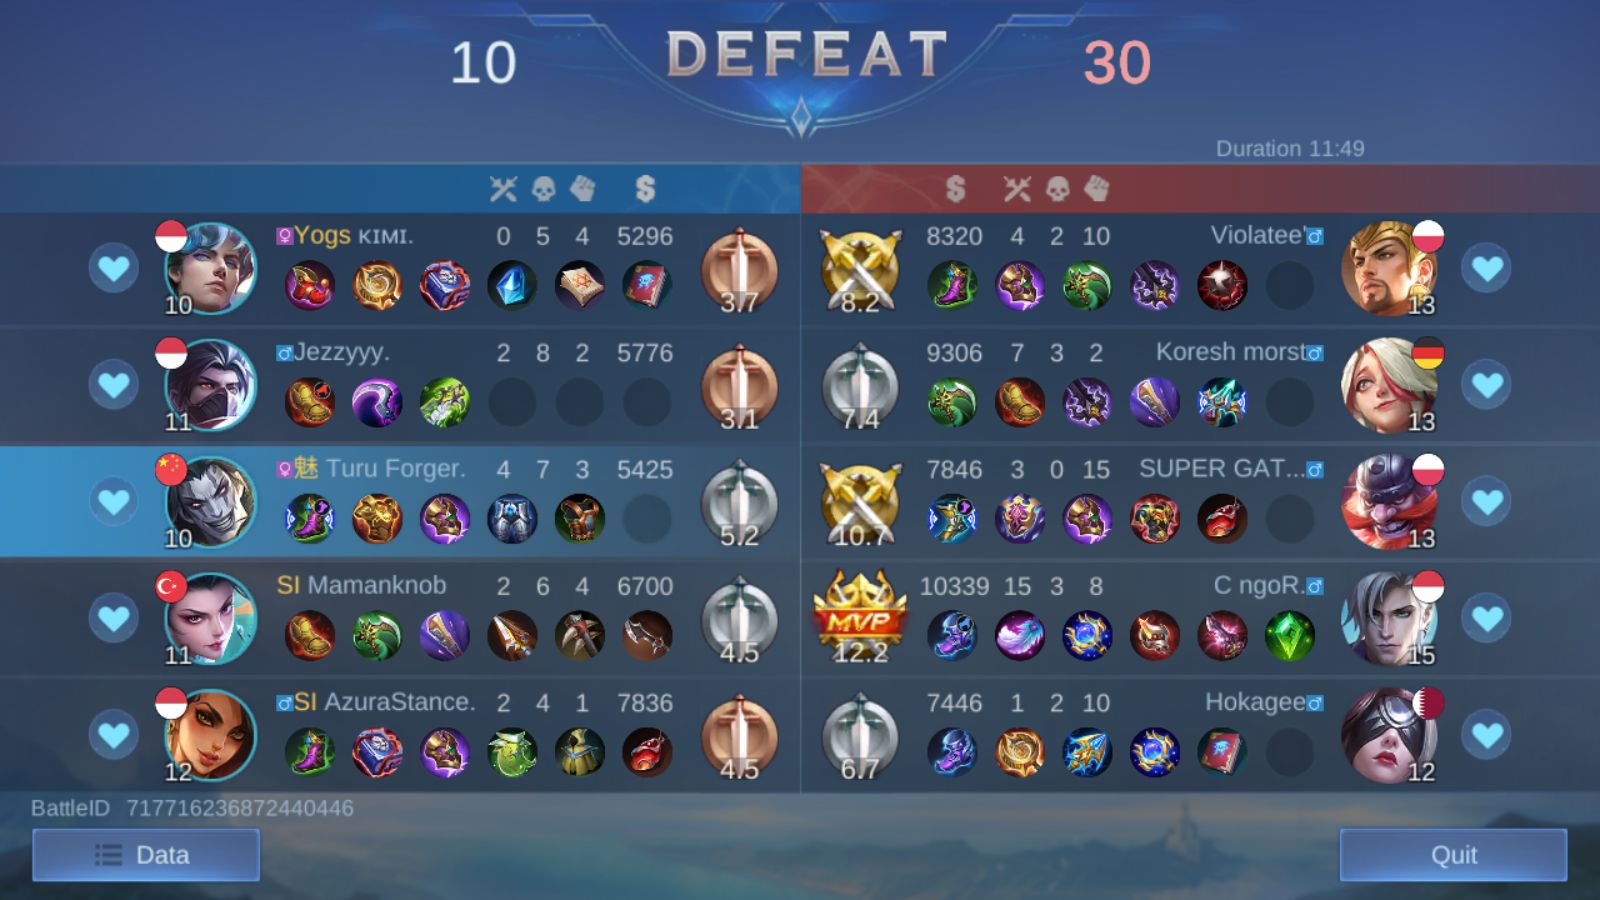 10 DEFEAT 30
Duration 11:49
Yogs ᴋɪᴍɪ. 0 5 4 5296
10 3.7
8320 4 2 10 Violatee'
8.2 13
Jezzyyy. 2 8 2 5776
11 3.1
9306 7 3 2 Koresh morst
7.4 13
魅 Turu Forger. 4 7 3 5425
10 5.2
7846 3 0 15 SUPER GAT...
10.7 13
SI Mamanknob 2 6 4 6700
11 4.5
10339 15 3 8 C ngoR.
MVP
12.2 15
SI AzuraStance. 2 4 1 7836
12 4.5
7446 1 2 10 Hokagee
6.7 12
BattleID 717716236872440446
Data Quit